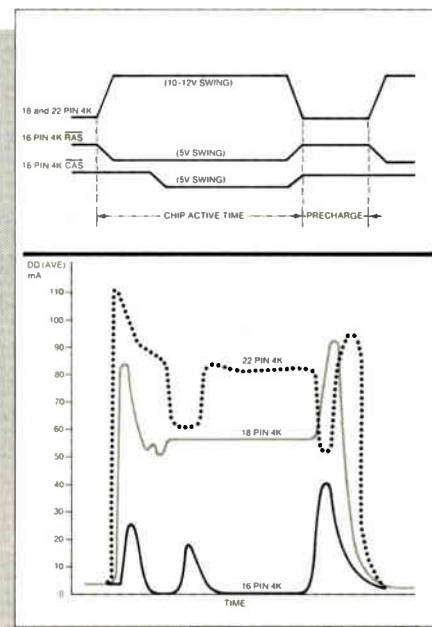 (10-12V SWING)
18 and 22 PIN 4K
16 PIN 4K RAS
(5V SWING)
16 PIN 4K CAS
(5V SWING)
CHIP ACTIVE TIME
PRECHARGE
DD (AVE)
mA
110
100
90
80
70
60
50
40
30
20
10
0
22 PIN 4K
18 PIN 4K
16 PIN 4K
TIME